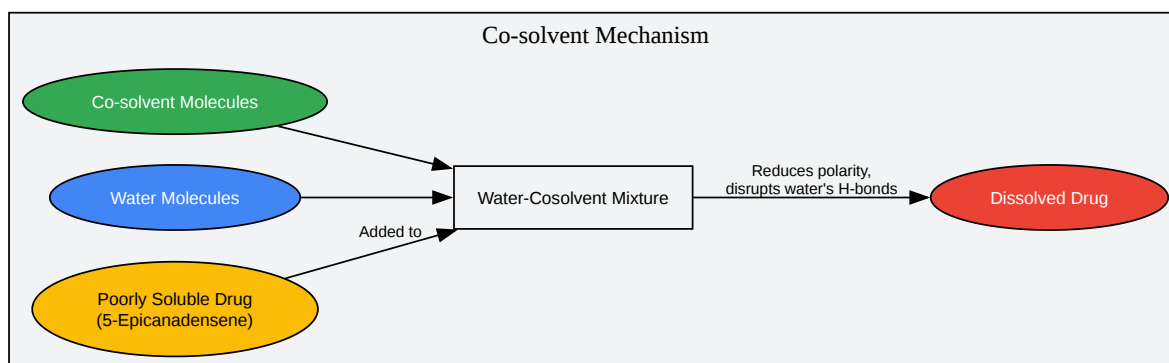 Co-solvent Mechanism
Co-solvent Molecules
Water Molecules
Added to
Poorly Soluble Drug
(5-Epicanadensene)
Water-Cosolvent Mixture
Reduces polarity,
disrupts water's H-bonds
Dissolved Drug